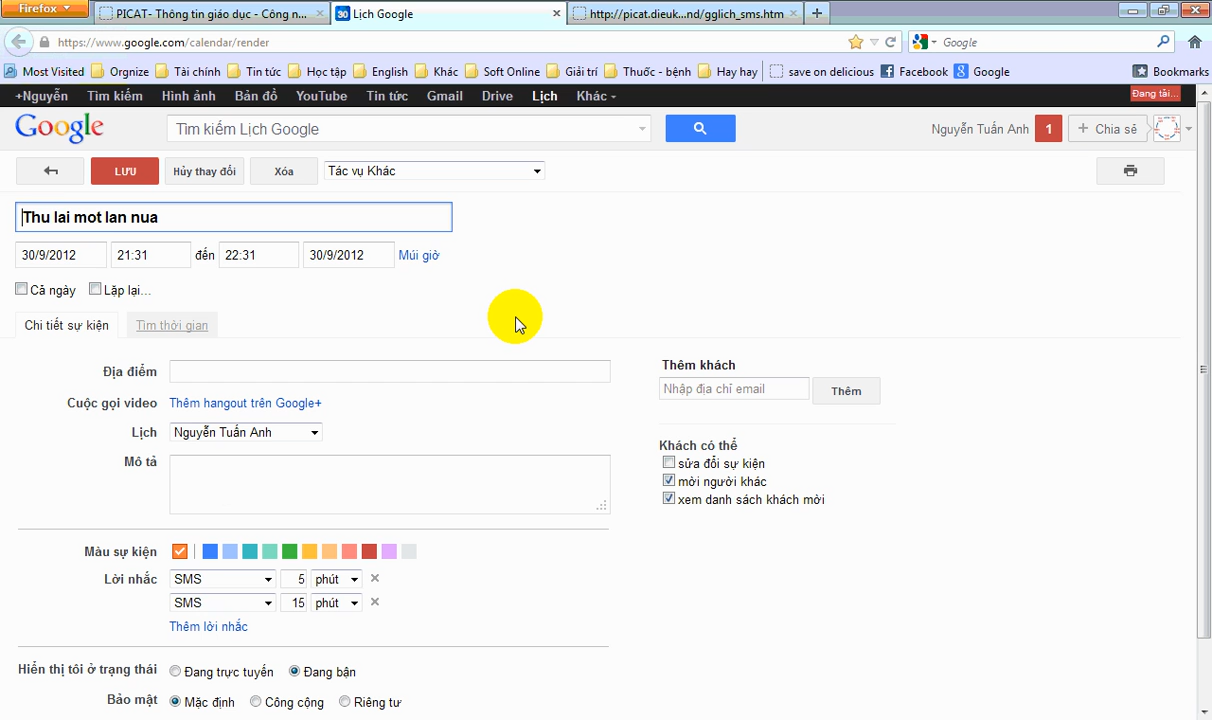 Firefox
PICAT- Thông tin giáo dục - Công n...
30 Lịch Google
http://picat.dieuk...nd/gglich_sms.htm
https://www.google.com/calendar/render
Google
Most Visited
Orgnize
Tài chính
Tin tức
Học tập
English
Khác
Soft Online
Giải trí
Thuốc - bệnh
Hay hay
save on delicious
Facebook
Google
Bookmarks
+Nguyễn
Tìm kiếm
Hình ảnh
Bản đồ
YouTube
Tin tức
Gmail
Drive
Lịch
Khác
Đang tải...
Google
Tìm kiếm Lịch Google
Nguyễn Tuấn Anh
1
+ Chia sẻ
LƯU
Hủy thay đổi
Xóa
Tác vụ Khác
Thu lai mot lan nua
30/9/2012
21:31
đến
22:31
30/9/2012
Múi giờ
Cả ngày
Lặp lại...
Chi tiết sự kiện
Tìm thời gian
Địa điểm
Cuộc gọi video
Thêm hangout trên Google+
Lịch
Nguyễn Tuấn Anh
Mô tả
Thêm khách
Nhập địa chỉ email
Thêm
Khách có thể
sửa đổi sự kiện
mời người khác
xem danh sách khách mời
Màu sự kiện
Lời nhắc
SMS
5
phút
SMS
15
phút
Thêm lời nhắc
Hiển thị tôi ở trạng thái
Đang trực tuyến
Đang bận
Bảo mật
Mặc định
Công cộng
Riêng tư